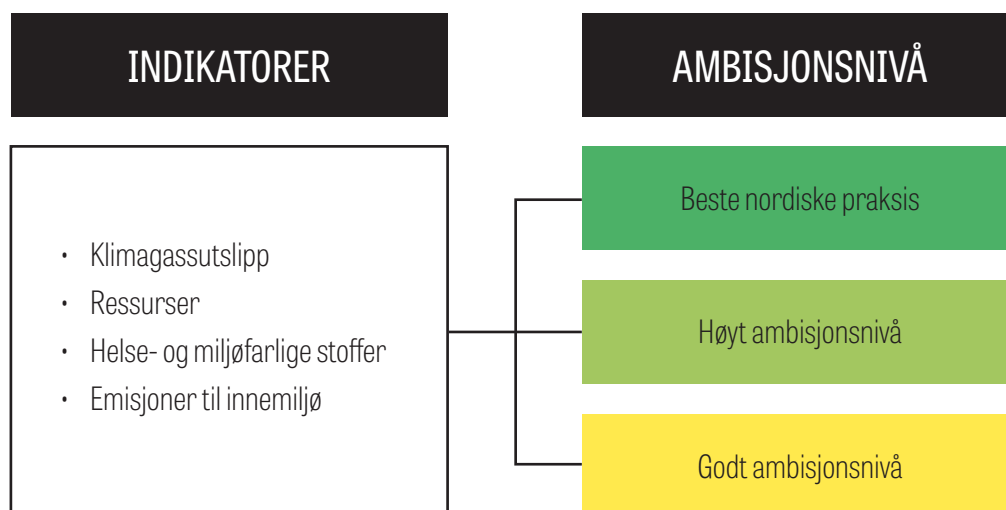 INDIKATORER
• Klimagassutslipp
• Ressurser
• Helse- og miljøfarlige stoffer
• Emisjoner til innemiljø
AMBISJONSNIVÅ
Beste nordiske praksis
Høyt ambisjonsnivå
Godt ambisjonsnivå